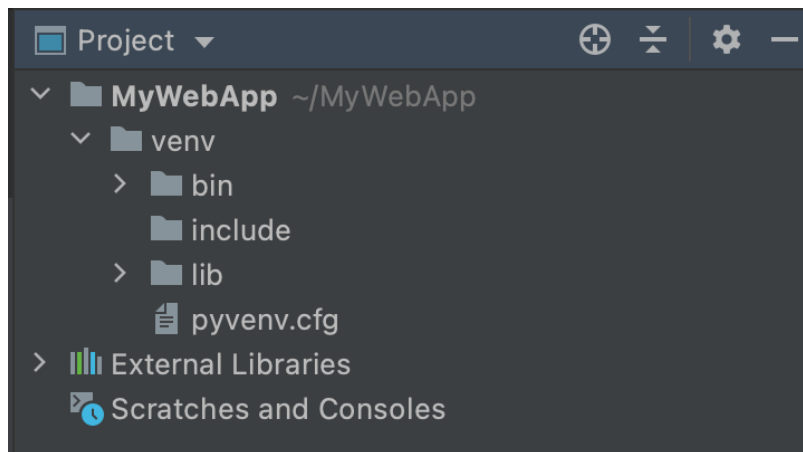 Project
MyWebApp ~/MyWebApp
venv
bin
include
lib
pyvenv.cfg
External Libraries
Scratches and Consoles